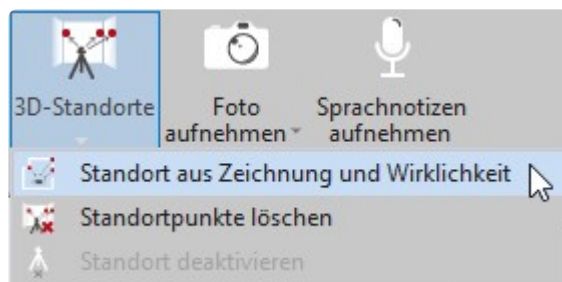 3D-Standorte
Foto
aufnehmen
Sprachnotizen
aufnehmen
Standort aus Zeichnung und Wirklichkeit
Standortpunkte löschen
Standort deaktivieren